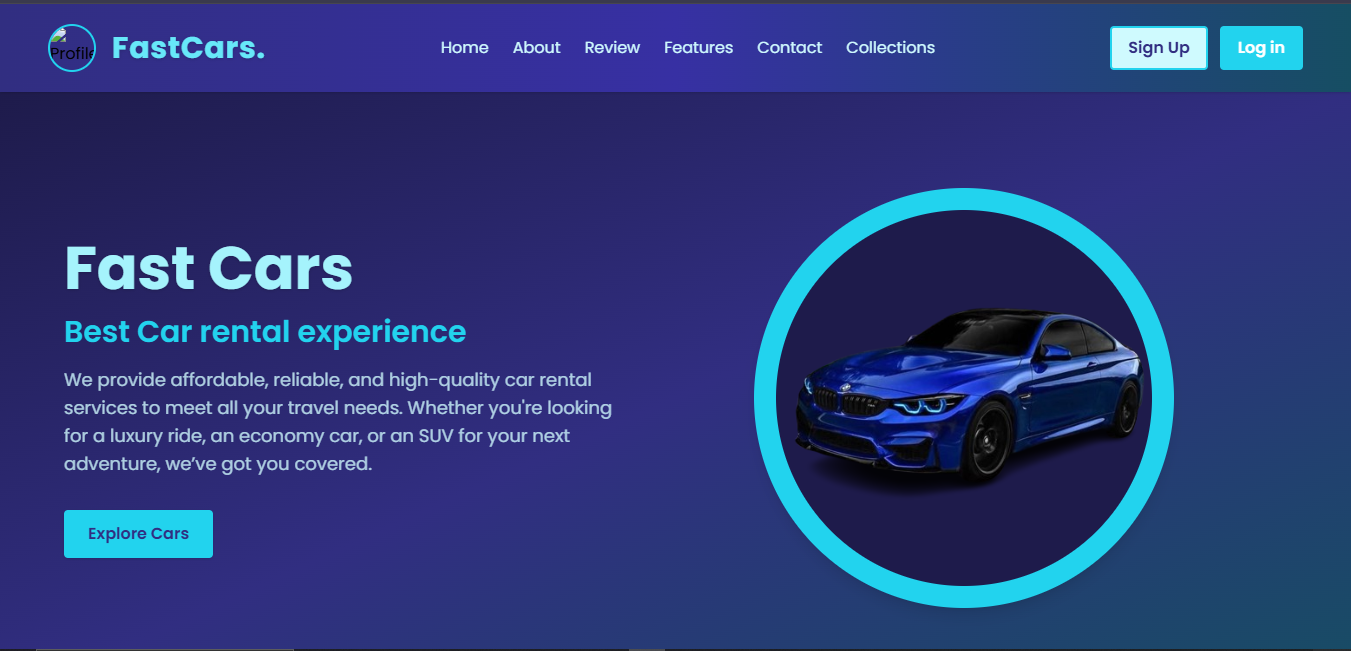 Profile
FastCars.
Home About Review Features Contact Collections
Sign Up Log in
Fast Cars
Best Car rental experience
We provide affordable, reliable, and high-quality car rental
services to meet all your travel needs. Whether you're looking
for a luxury ride, an economy car, or an SUV for your next
adventure, we’ve got you covered.
Explore Cars